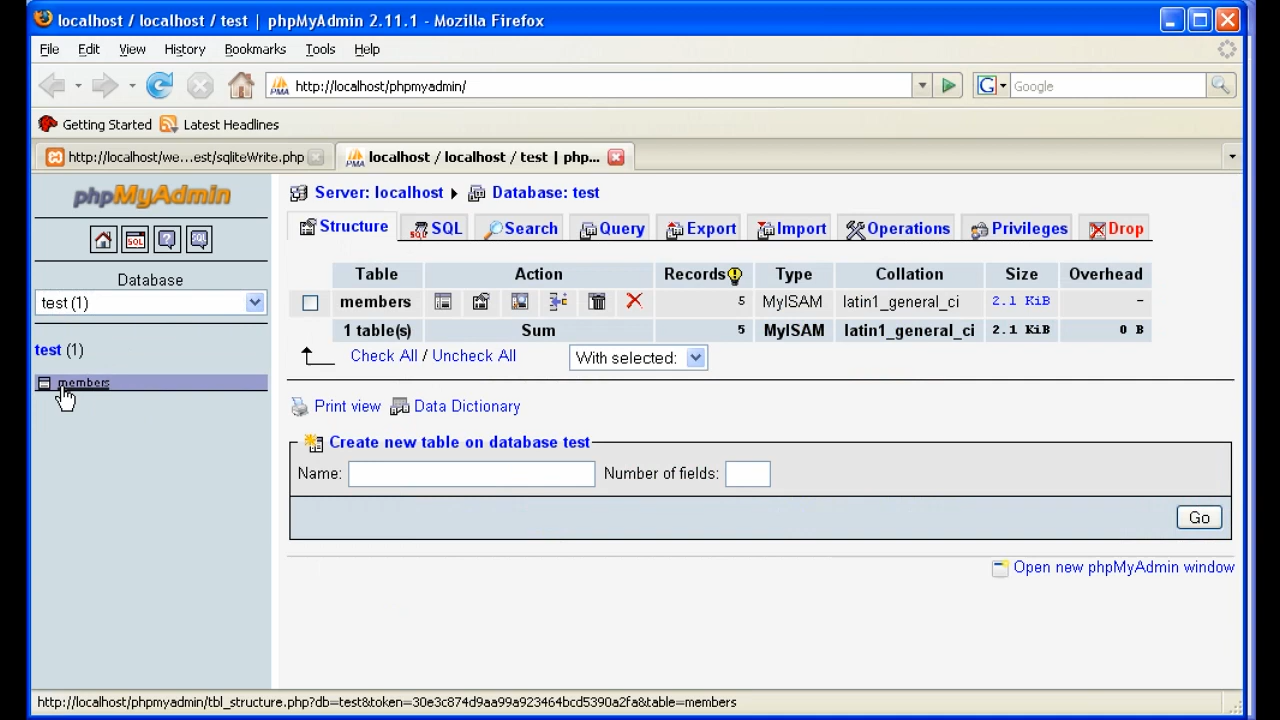 localhost / localhost / test | phpMyAdmin 2.11.1 - Mozilla Firefox
File Edit View History Bookmarks Tools Help
PMA http://localhost/phpmyadmin/ G Google
Getting Started Latest Headlines
http://localhost/we...est/sqliteWrite.php PMA localhost / localhost / test | php...
phpMyAdmin
SQL ? SQL
Database
test (1)
test (1)
members
Server: localhost Database: test
Structure SQL Search Query Export Import Operations Privileges Drop
Table Action Records Type Collation Size Overhead
members 5 MyISAM latin1_general_ci 2.1 KiB -
1 table(s) Sum 5 MyISAM latin1_general_ci 2.1 KiB 0 B
Check All / Uncheck All With selected:
Print view Data Dictionary
Create new table on database test
Name: Number of fields:
Go
Open new phpMyAdmin window
http://localhost/phpmyadmin/tbl_structure.php?db=test&token=30e3c874d9aa99a923464bcd5390a2fa&table=members